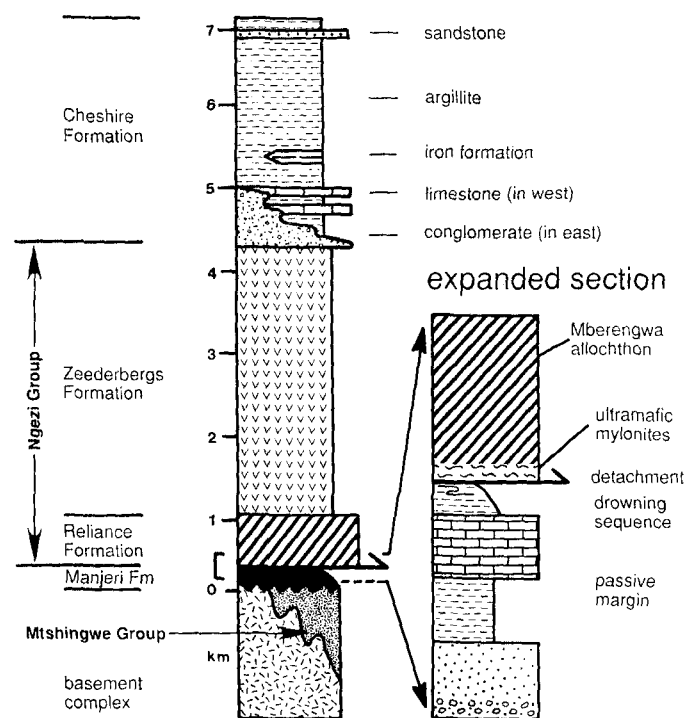 7
sandstone
6
argillite
Cheshire
Formation
iron formation
5
limestone (in west)
conglomerate (in east)
4
expanded section
Mberengwa
allochthon
3
Ngezi Group
Zeederbergs
Formation
2
ultramafic
mylonites
detachment
drowning
sequence
1
Reliance
Formation
Manjeri Fm
0
passive
margin
Mtshingwe Group
km
basement
complex